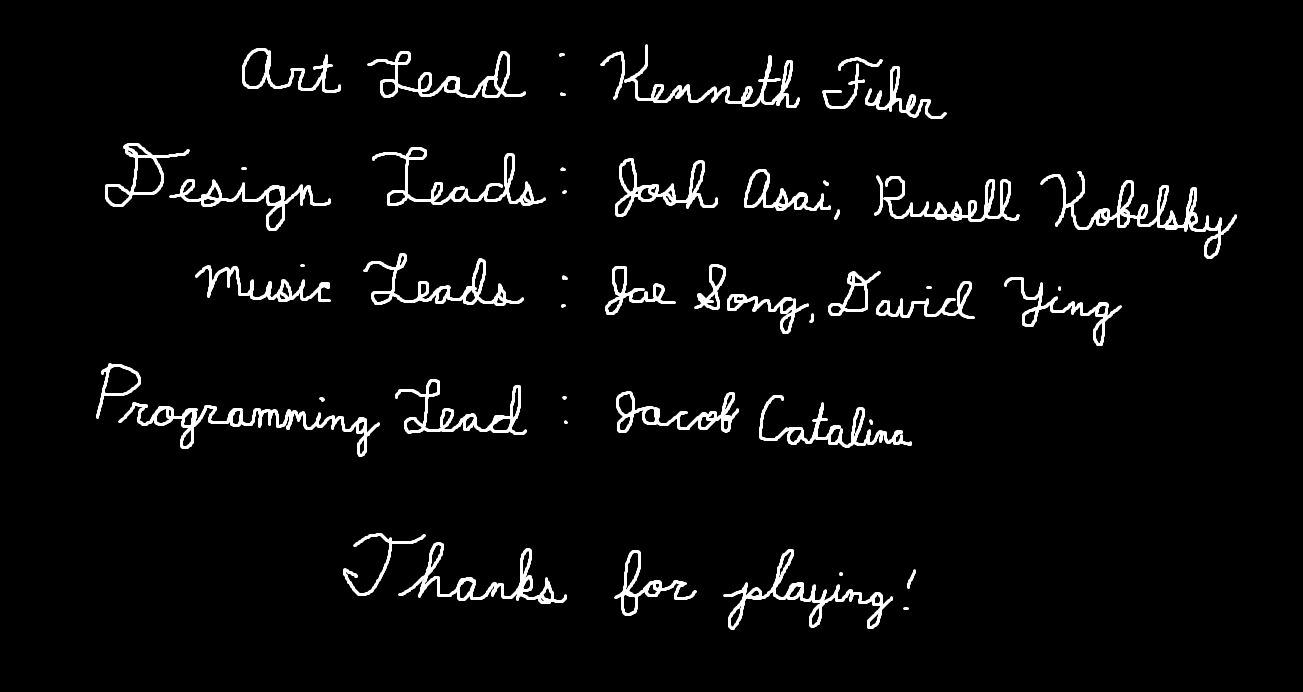 Art Lead : Kenneth Fuher
Design Leads : Josh Asai, Russell Kobelsky
Music Leads : Jae Song, David Ying
Programming Lead : Jacob Catalina
Thanks for playing!